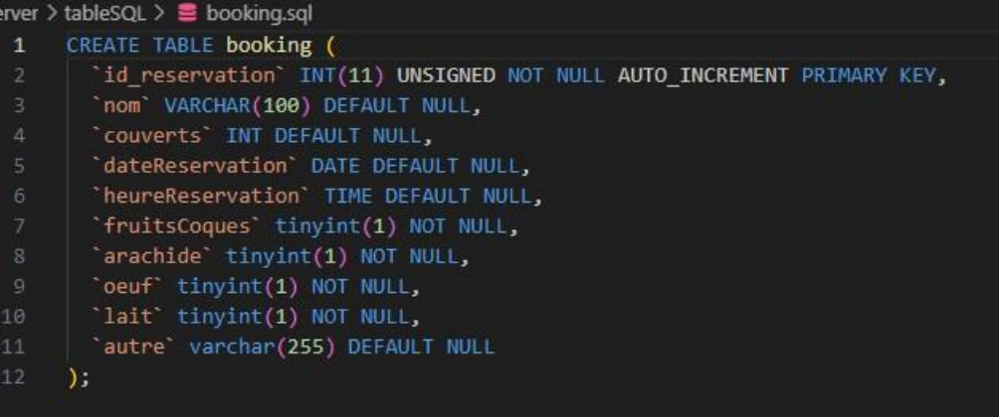 erver > tableSQL > booking.sql
1 CREATE TABLE booking (
2 `id_reservation` INT(11) UNSIGNED NOT NULL AUTO_INCREMENT PRIMARY KEY,
3 `nom` VARCHAR(100) DEFAULT NULL,
4 `couverts` INT DEFAULT NULL,
5 `dateReservation` DATE DEFAULT NULL,
6 `heureReservation` TIME DEFAULT NULL,
7 `fruitsCoques` tinyint(1) NOT NULL,
8 `arachide` tinyint(1) NOT NULL,
9 `oeuf` tinyint(1) NOT NULL,
10 `lait` tinyint(1) NOT NULL,
11 `autre` varchar(255) DEFAULT NULL
12 );